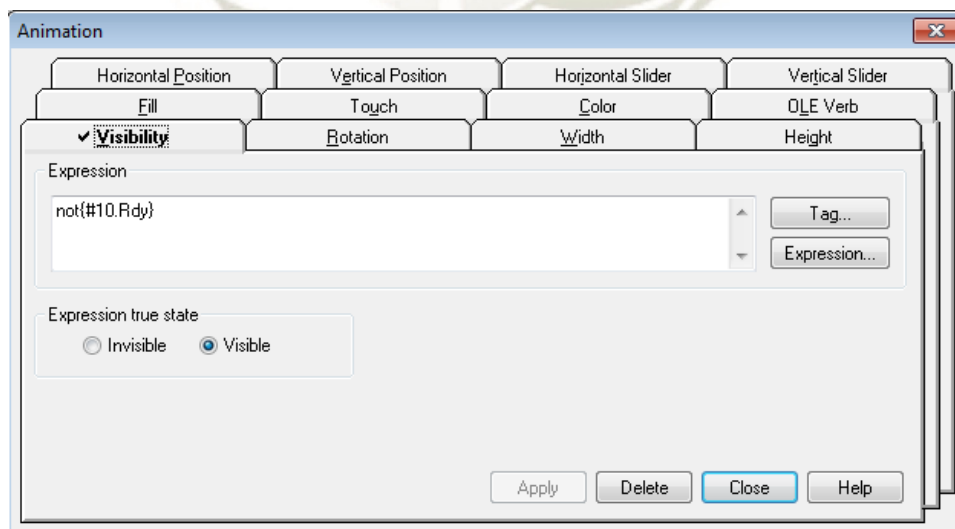 Animation
Horizontal Position Vertical Position Horizontal Slider Vertical Slider
Fill Touch Color OLE Verb
Visibility Rotation Width Height
Expression
not{#10.Rdy} Tag...
Expression...
Expression true state
Invisible Visible
Apply Delete Close Help